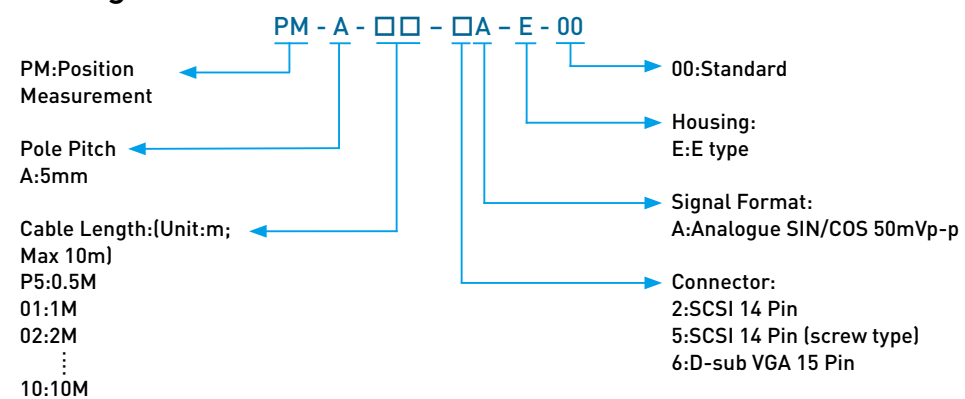 PM - A - □□ – □A – E - 00
PM:Position
Measurement
Pole Pitch
A:5mm
Cable Length:(Unit:m;
Max 10m)
P5:0.5M
01:1M
02:2M
⋮
10:10M
00:Standard
Housing:
E:E type
Signal Format:
A:Analogue SIN/COS 50mVp-p
Connector:
2:SCSI 14 Pin
5:SCSI 14 Pin (screw type)
6:D-sub VGA 15 Pin